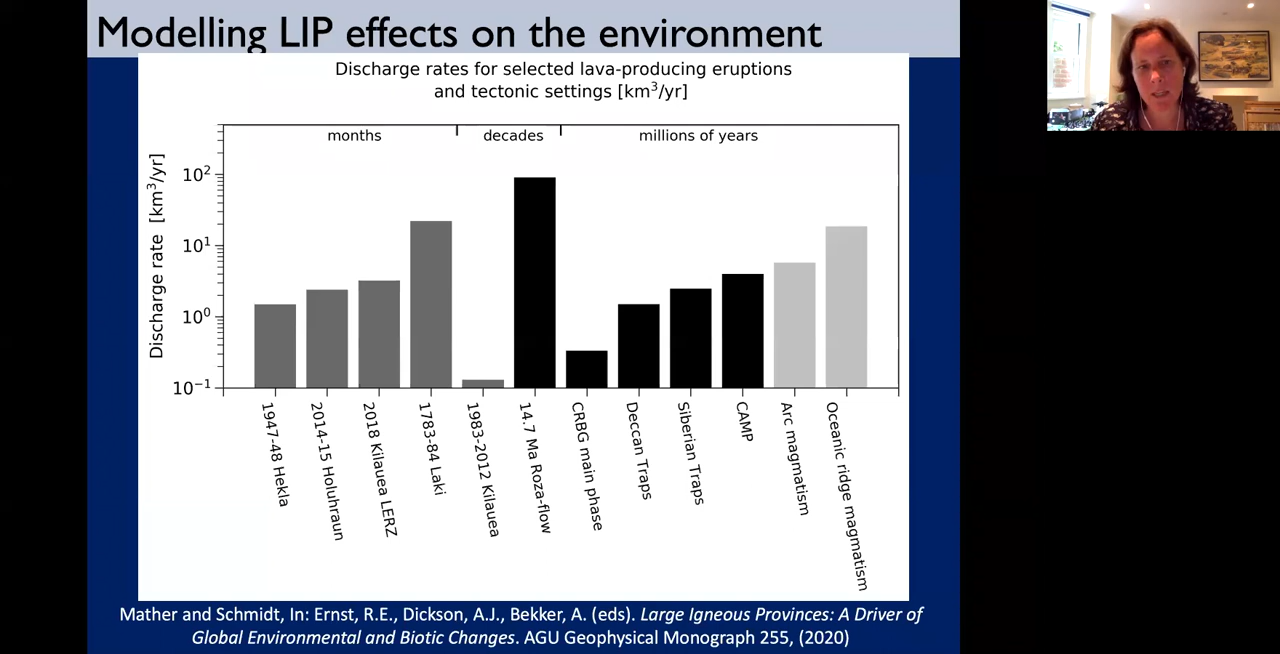 Modelling LIP effects on the environment
Discharge rates for selected lava-producing eruptions
and tectonic settings [km³/yr]
months
decades
millions of years
Discharge rate [km³/yr]
10²
10¹
10⁰
10⁻¹
1947-48 Hekla
2014-15 Holuhraun
2018 Kilauea LERZ
1783-84 Laki
1983-2012 Kilauea
14.7 Ma Roza-flow
CRBG main phase
Deccan Traps
Siberian Traps
CAMP
Arc magmatism
Oceanic ridge magmatism
Mather and Schmidt, In: Ernst, R.E., Dickson, A.J., Bekker, A. (eds). Large Igneous Provinces: A Driver of
Global Environmental and Biotic Changes. AGU Geophysical Monograph 255, (2020)